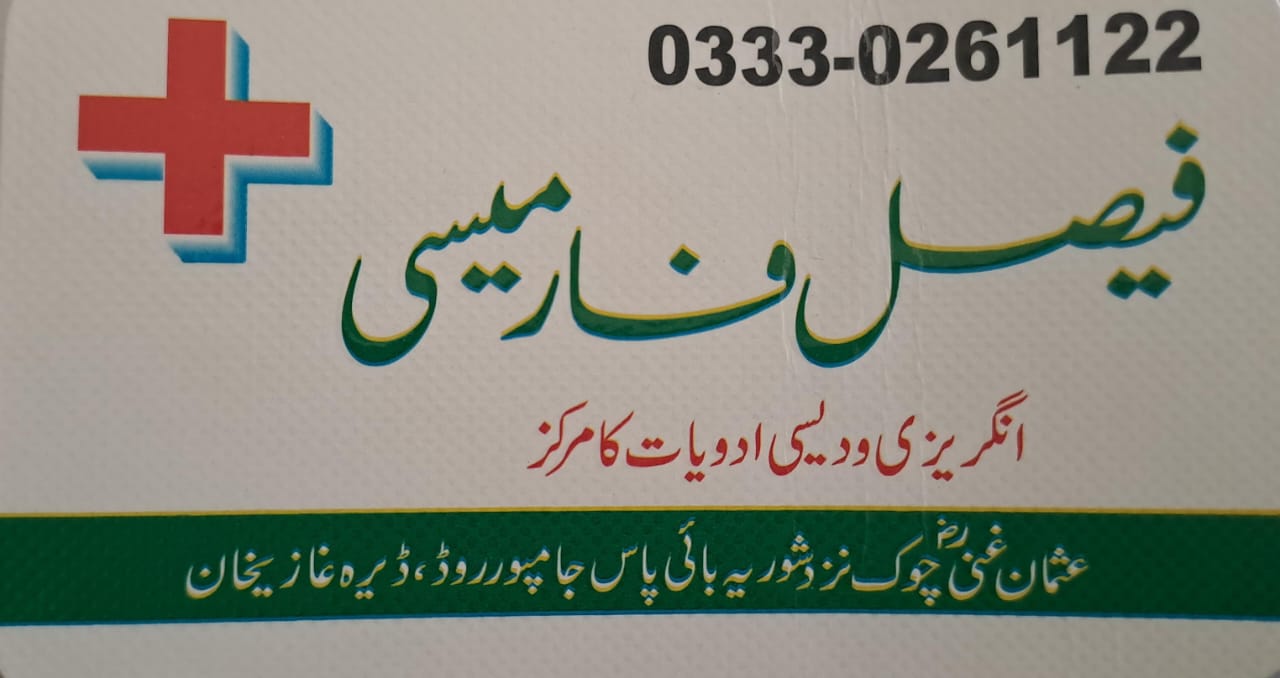 0333-0261122
فیصل فارمیسی
انگریزی ودیسی ادویات کا مرکز
عثمان غنیؓ چوک نزد شوریہ بائی پاس جامپور روڈ، ڈیرہ غازیخان